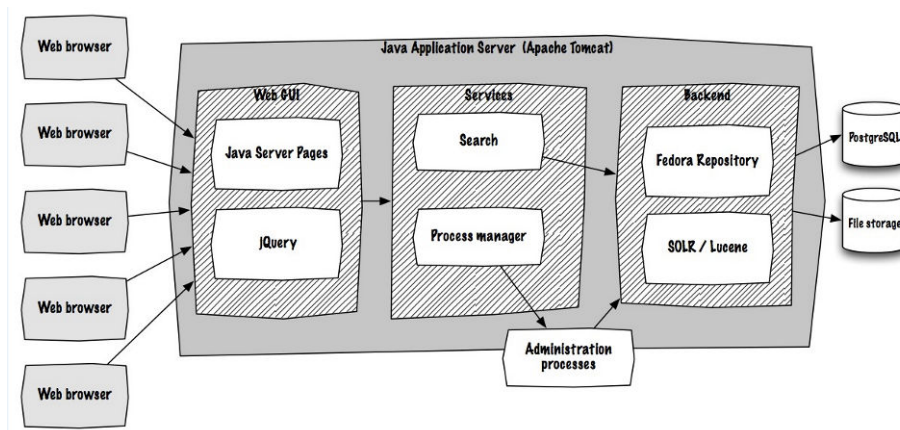 Web browser
Web browser
Web browser
Web browser
Web browser
Java Application Server (Apache Tomcat)
Web GUI
Java Server Pages
jQuery
Services
Search
Process manager
Administration
processes
Backend
Fedora Repository
SOLR / Lucene
PostgreSQL
File storage